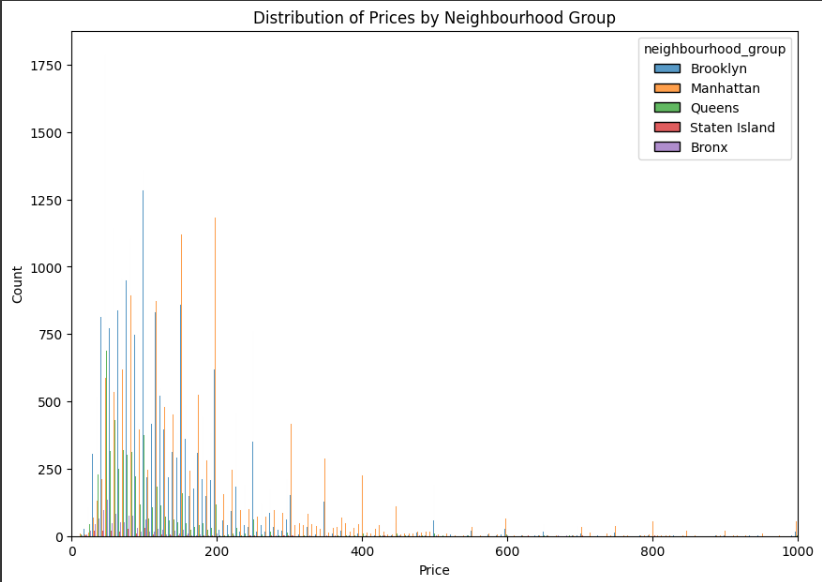 Distribution of Prices by Neighbourhood Group
neighbourhood_group
Brooklyn
Manhattan
Queens
Staten Island
Bronx
Count
1750
1500
1250
1000
750
500
250
0
0 200 400 600 800 1000
Price